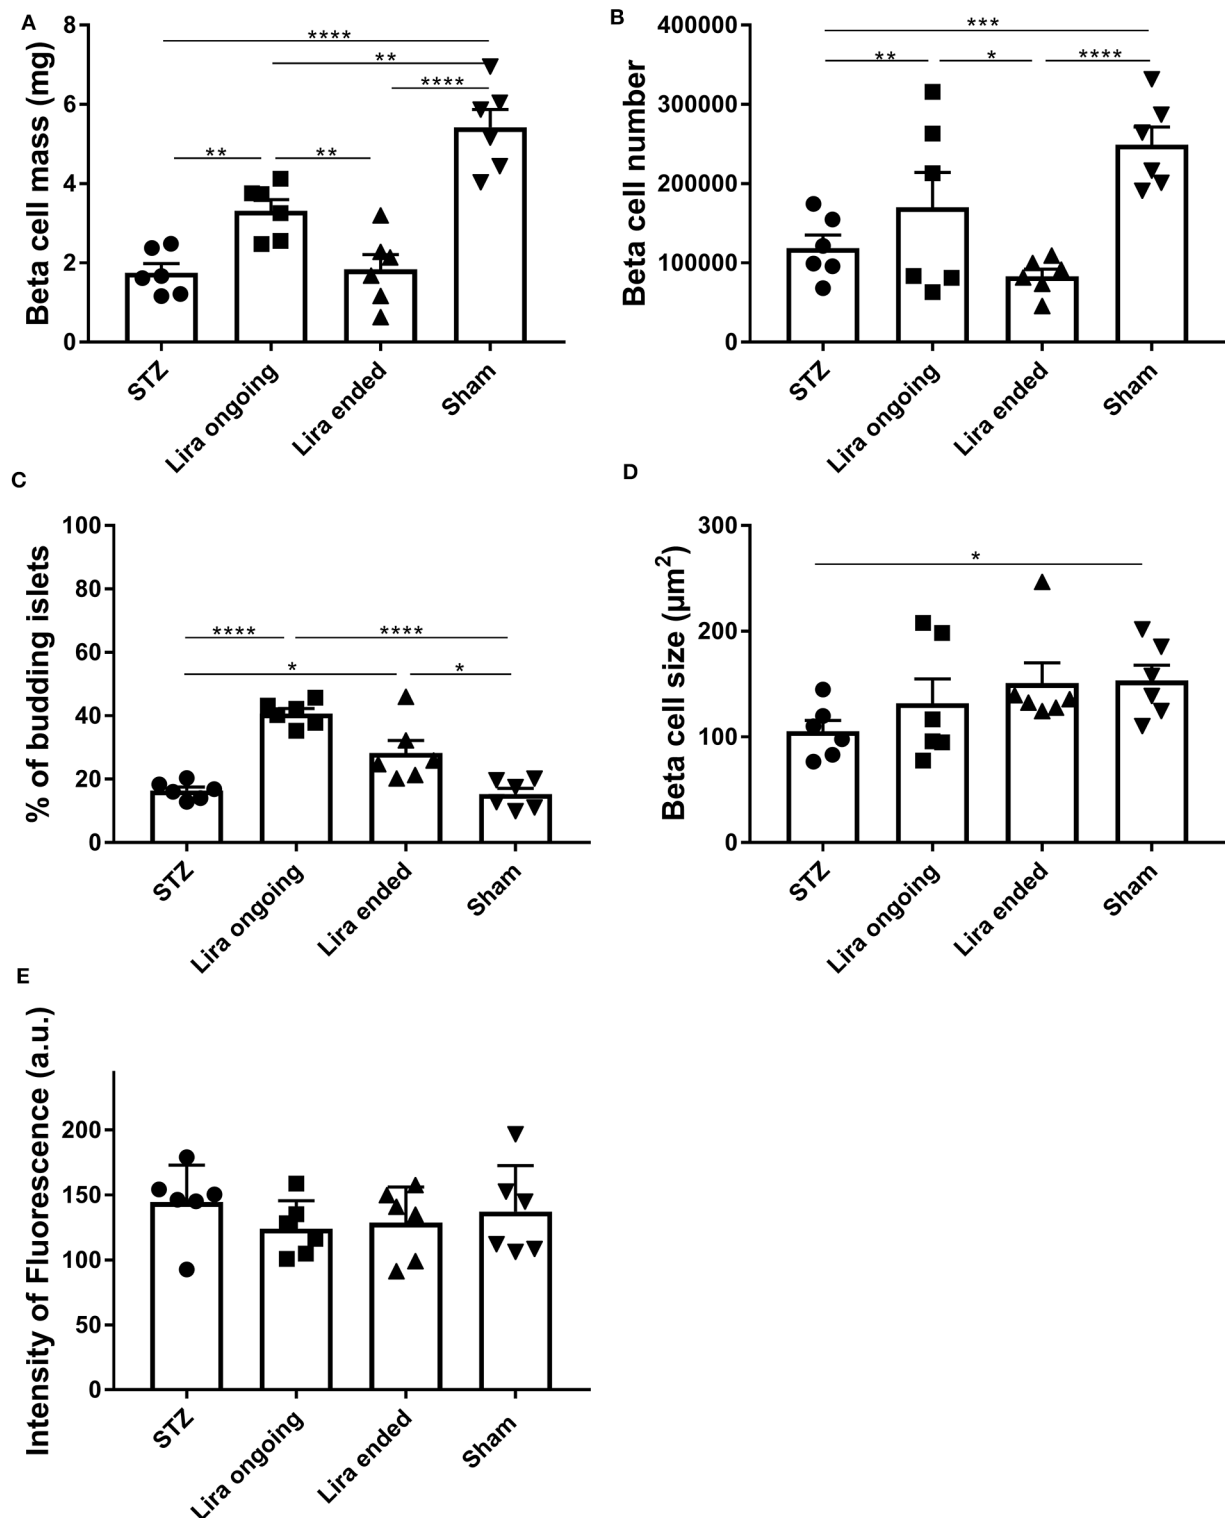 A
Beta cell mass (mg)
8
6
4
2
0
****
**
****
**
**
STZ
Lira ongoing
Lira ended
Sham
B
Beta cell number
400000
300000
200000
100000
0
***
**
*
****
STZ
Lira ongoing
Lira ended
Sham
C
% of budding islets
100
80
60
40
20
0
****
****
*
*
STZ
Lira ongoing
Lira ended
Sham
D
Beta cell size (µm²)
300
200
100
0
*
STZ
Lira ongoing
Lira ended
Sham
E
Intensity of Fluorescence (a.u.)
200
150
100
50
0
STZ
Lira ongoing
Lira ended
Sham